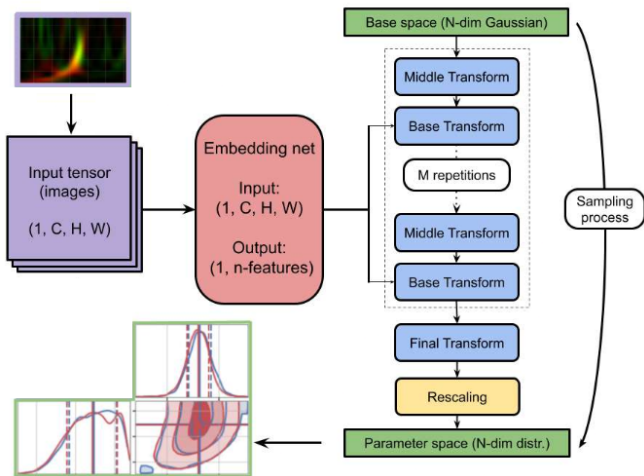 Base space (N-dim Gaussian)
Middle Transform
Base Transform
Input tensor
(images)
(1, C, H, W)
Embedding net
Input:
(1, C, H, W)
Output:
(1, n-features)
M repetitions
Sampling
process
Middle Transform
Base Transform
Final Transform
Rescaling
Parameter space (N-dim distr.)